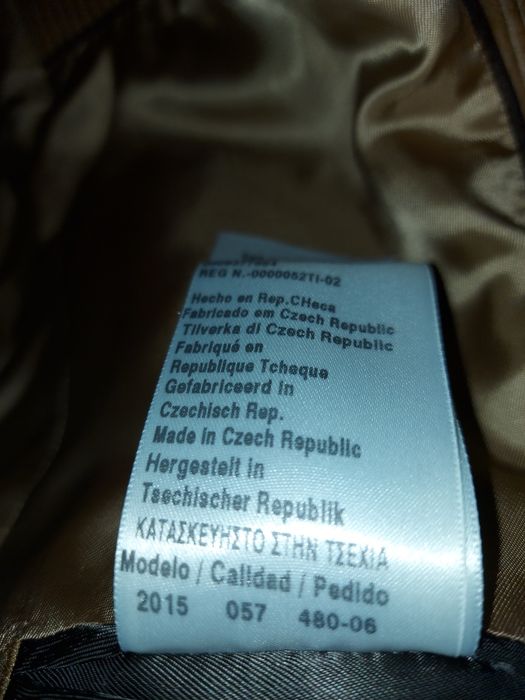 REG N.-0000052TI-02
Hecho en Rep.CHeca
Fabricado em Czech Republic
Tilverka di Czech Republic
Fabriqué en
Republique Tcheque
Gefabriceerd in
Czechisch Rep.
Made in Czech Republic
Hergestelt in
Tsechischer Republik
ΚΑΤΑΣΚΕΥΗΣΤΟ ΣΤΗΝ ΤΣΕΧΙΑ
Modelo / Calidad / Pedido
2015 057 480-06